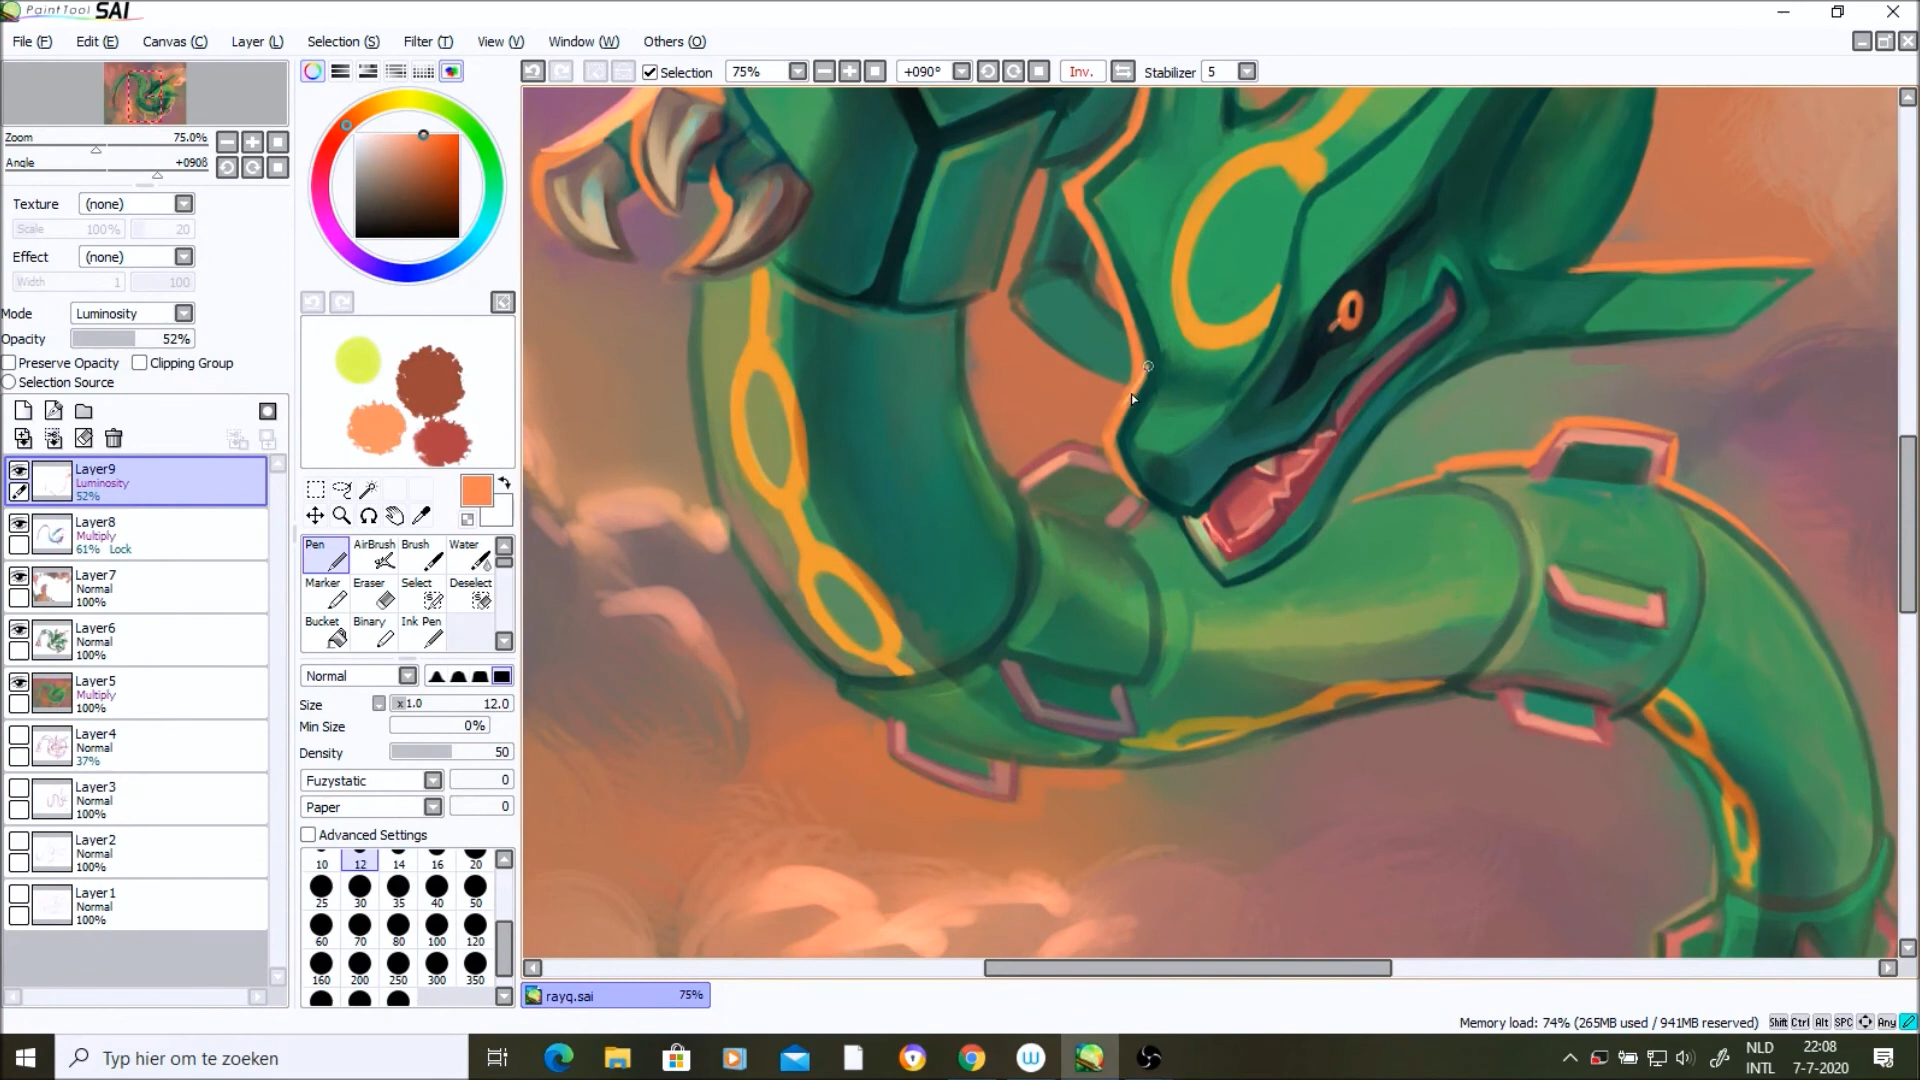 PaintTool SAI
File (F) Edit (E) Canvas (C) Layer (L) Selection (S) Filter (T) View (V) Window (W) Others (O)
Selection 75% +090° Inv. Stabilizer 5
Zoom 75.0%
Angle +090ß
Texture (none)
Scale 100% 20
Effect (none)
Width 1 100
Mode Luminosity
Opacity 52%
Preserve Opacity Clipping Group
Selection Source
Layer9
Luminosity
52%
Layer8
Multiply
61% Lock
Layer7
Normal
100%
Layer6
Normal
100%
Layer5
Multiply
100%
Layer4
Normal
37%
Layer3
Normal
100%
Layer2
Normal
100%
Layer1
Normal
100%
Pen AirBrush Brush Water
Marker Eraser Select Deselect
Bucket Binary Ink Pen
Normal
Size x1.0 12.0
Min Size 0%
Density 50
Fuzystatic 0
Paper 0
Advanced Settings
10 12 14 16 20
25 30 35 40 50
60 70 80 100 120
160 200 250 300 350
rayq.sai 75%
Memory load: 74% (265MB used / 941MB reserved) Shift Ctrl Alt SPC Any
Typ hier om te zoeken
NLD
INTL
22:08
7-7-2020